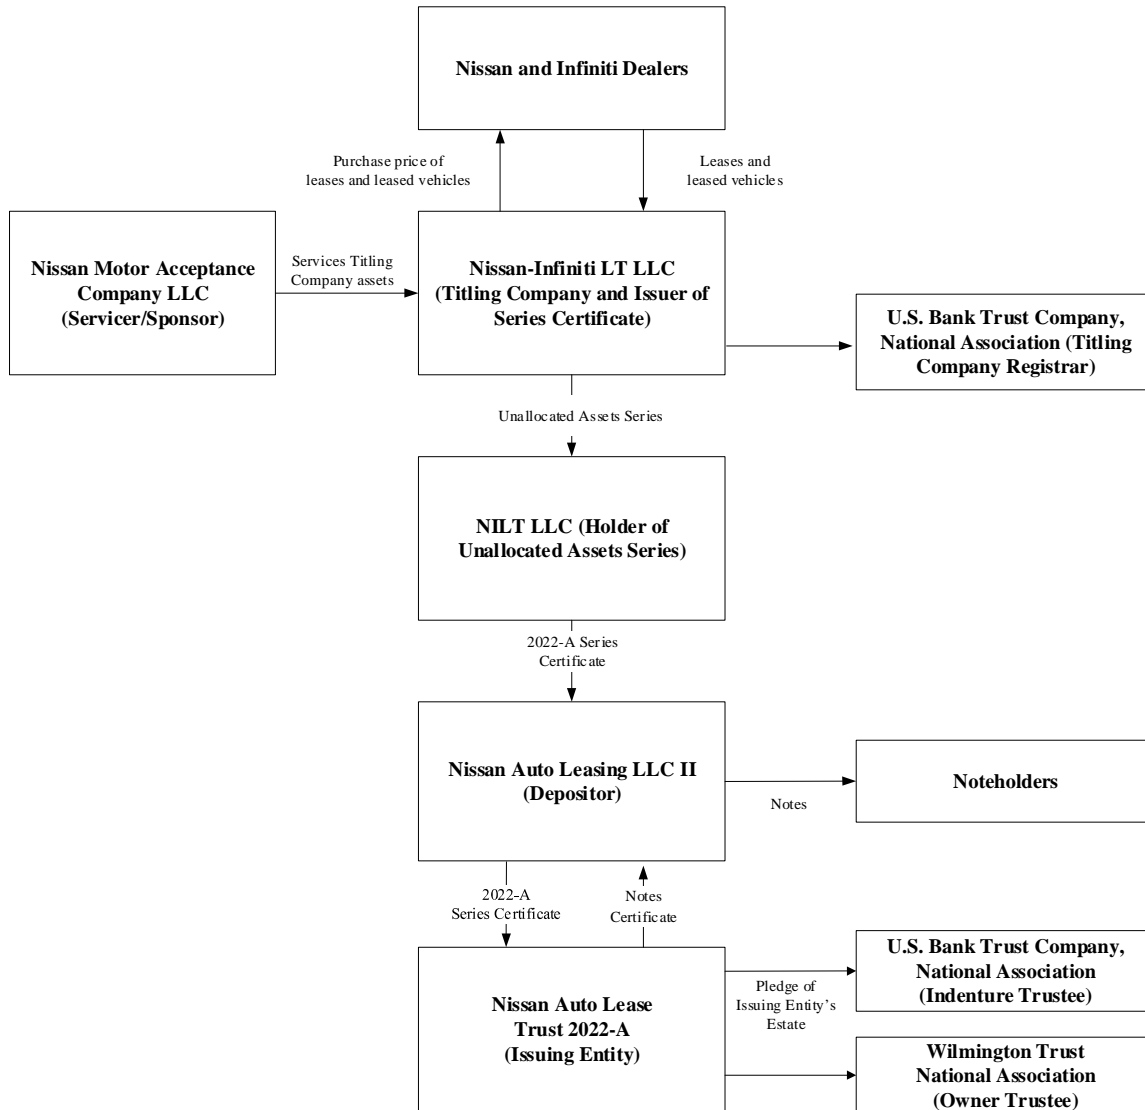 Nissan and Infiniti Dealers
Purchase price of
leases and leased vehicles
Leases and
leased vehicles
Nissan Motor Acceptance
Company LLC
(Servicer/Sponsor)
Services Titling
Company assets
Nissan-Infiniti LT LLC
(Titling Company and Issuer of
Series Certificate)
U.S. Bank Trust Company,
National Association (Titling
Company Registrar)
Unallocated Assets Series
NILT LLC (Holder of
Unallocated Assets Series)
2022-A Series
Certificate
Nissan Auto Leasing LLC II
(Depositor)
Notes
Noteholders
2022-A
Series Certificate
Notes
Certificate
Nissan Auto Lease
Trust 2022-A
(Issuing Entity)
Pledge of
Issuing Entity's
Estate
U.S. Bank Trust Company,
National Association
(Indenture Trustee)
Wilmington Trust
National Association
(Owner Trustee)